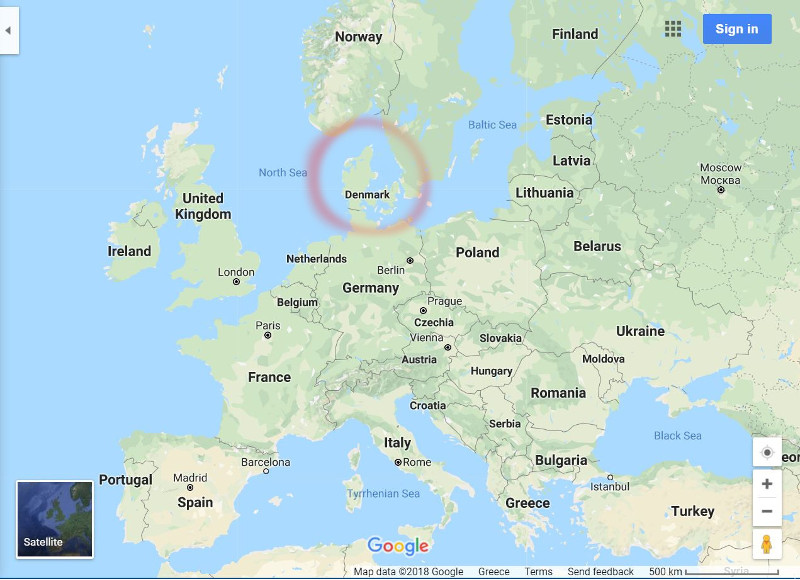 Norway
Finland
Sign in
Estonia
Baltic Sea
Latvia
Moscow
Москва
North Sea
Denmark
Lithuania
United
Kingdom
Ireland
Netherlands
Poland
Belarus
London
Berlin
Germany
Belgium
Prague
Czechia
Paris
Vienna
Slovakia
Ukraine
Austria
Moldova
France
Hungary
Romania
Croatia
Serbia
Black Sea
Italy
Barcelona
Rome
Bulgaria
Portugal
Madrid
Spain
Tyrrhenian Sea
Istanbul
Greece
Turkey
Satellite
Google
Map data ©2018 Google Greece Terms Send feedback 500 km
Syria